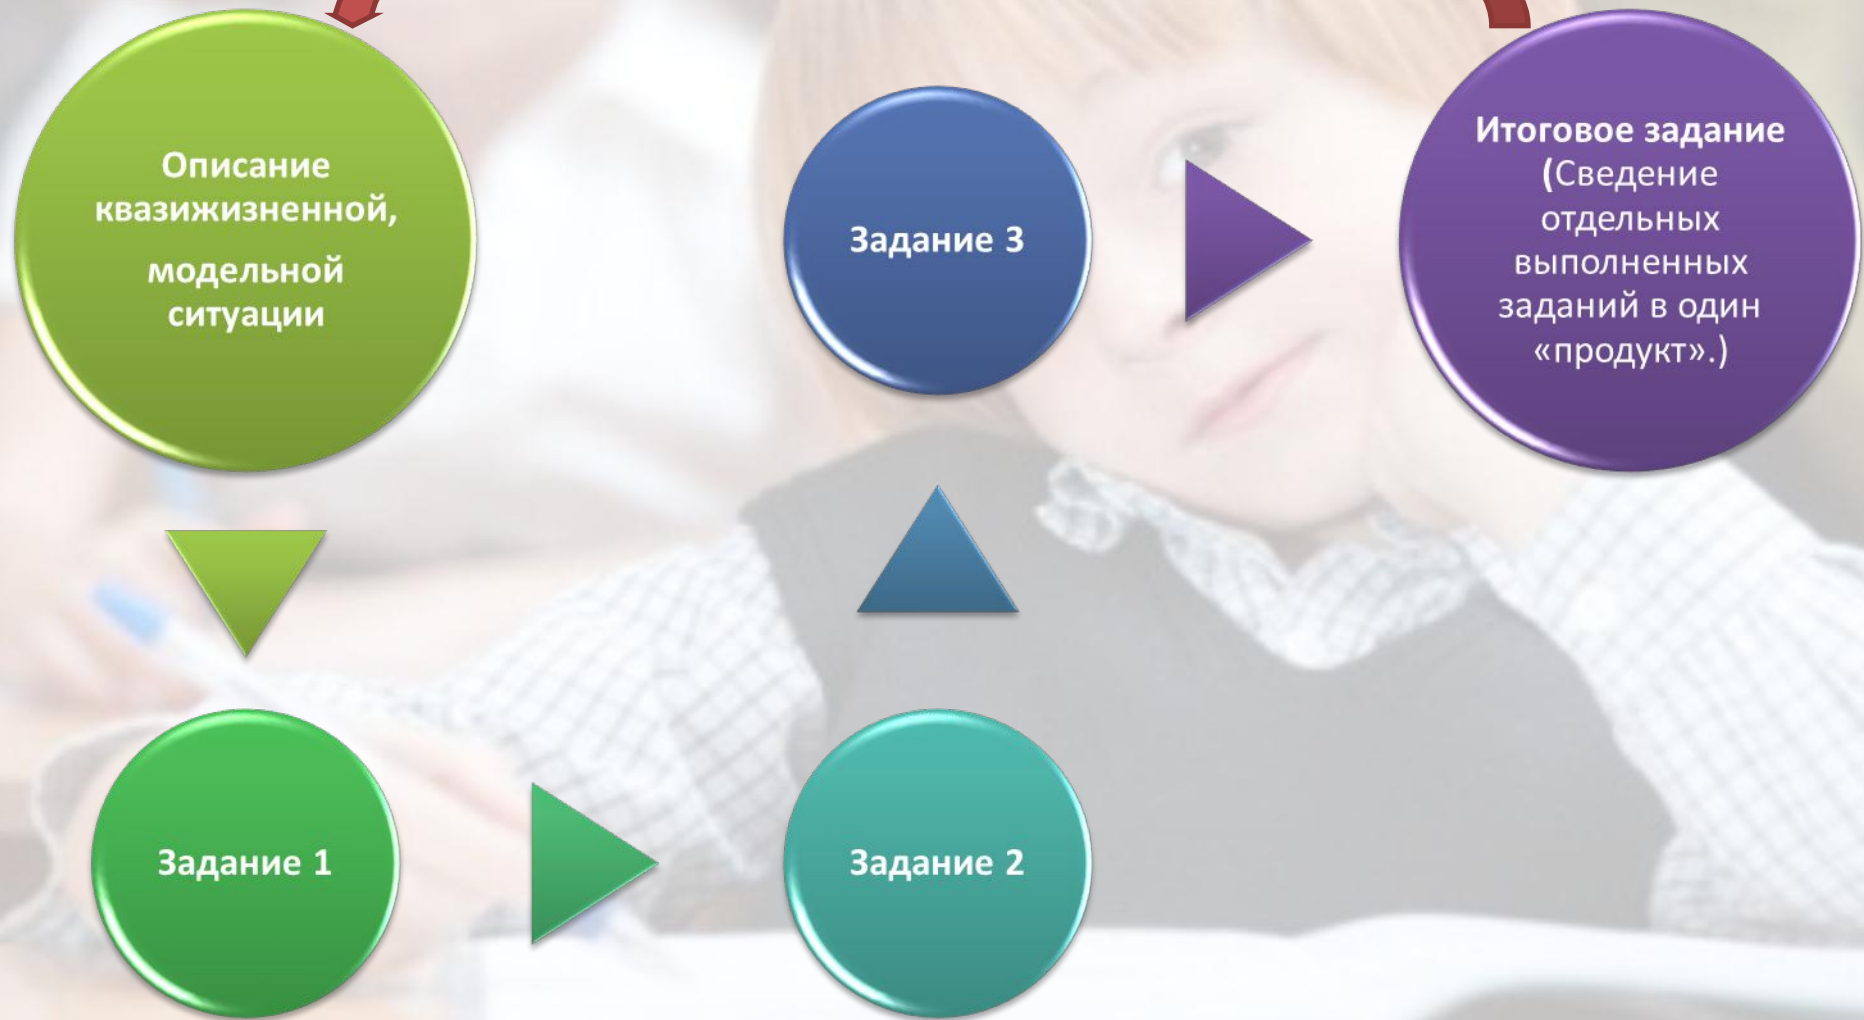 Описание
квазижизненной,
модельной
ситуации
Задание 1
Задание 2
Задание 3
Итоговое задание
(Сведение
отдельных
выполненных
заданий в один
«продукт».)